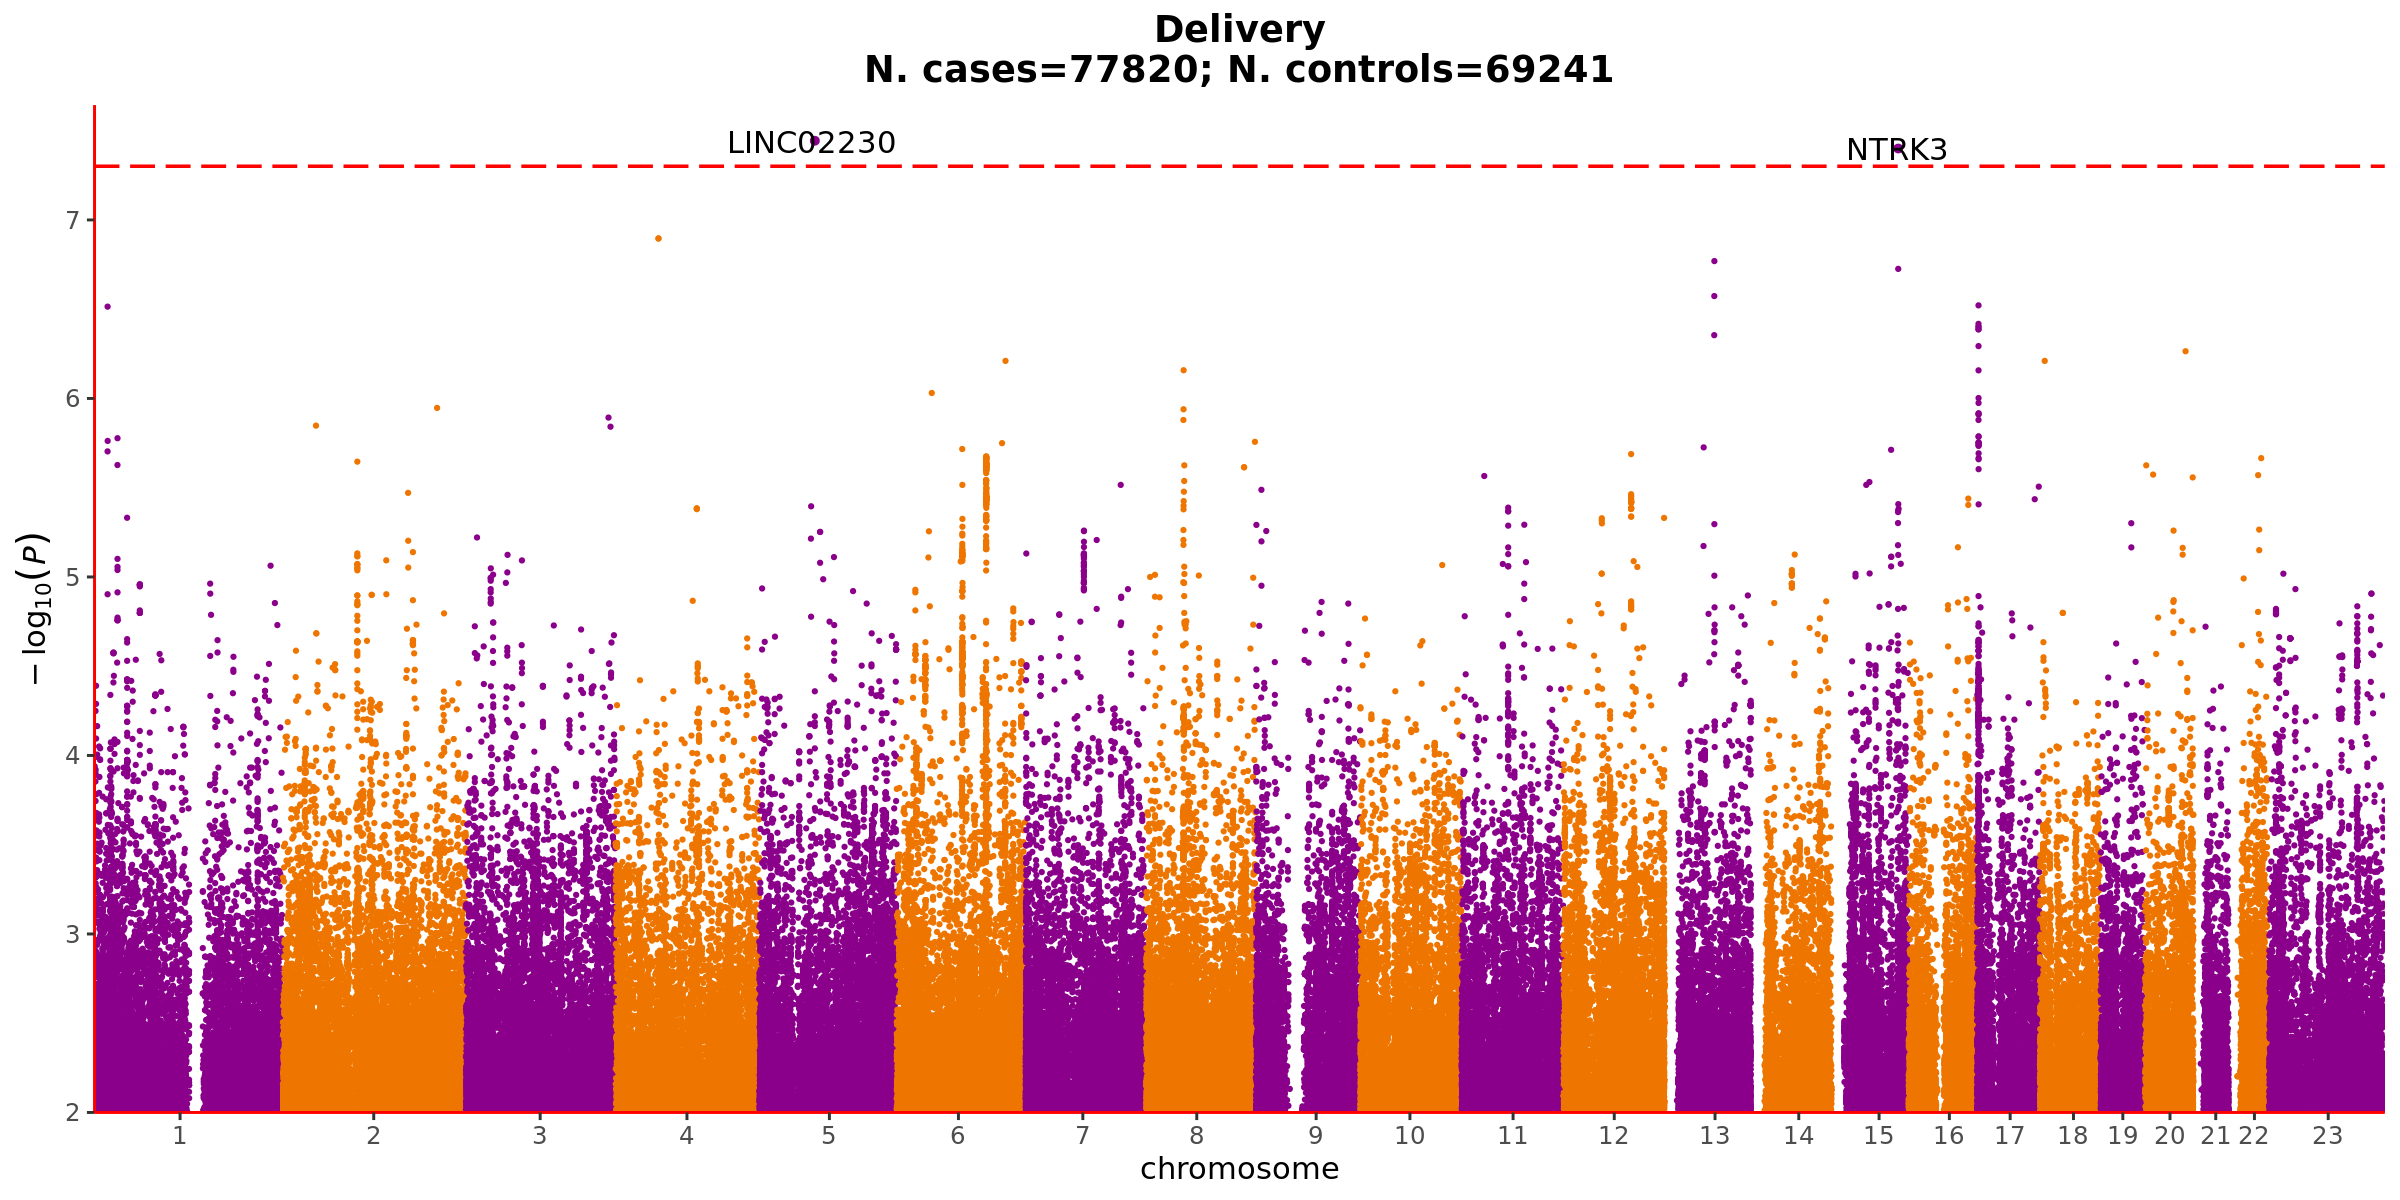 Delivery
N. cases=77820; N. controls=69241
LINC02230
NTRK3
7
6
5
4
3
2
−log10(P)
1 2 3 4 5 6 7 8 9 10 11 12 13 14 15 16 17 18 19 20 21 22 23
chromosome